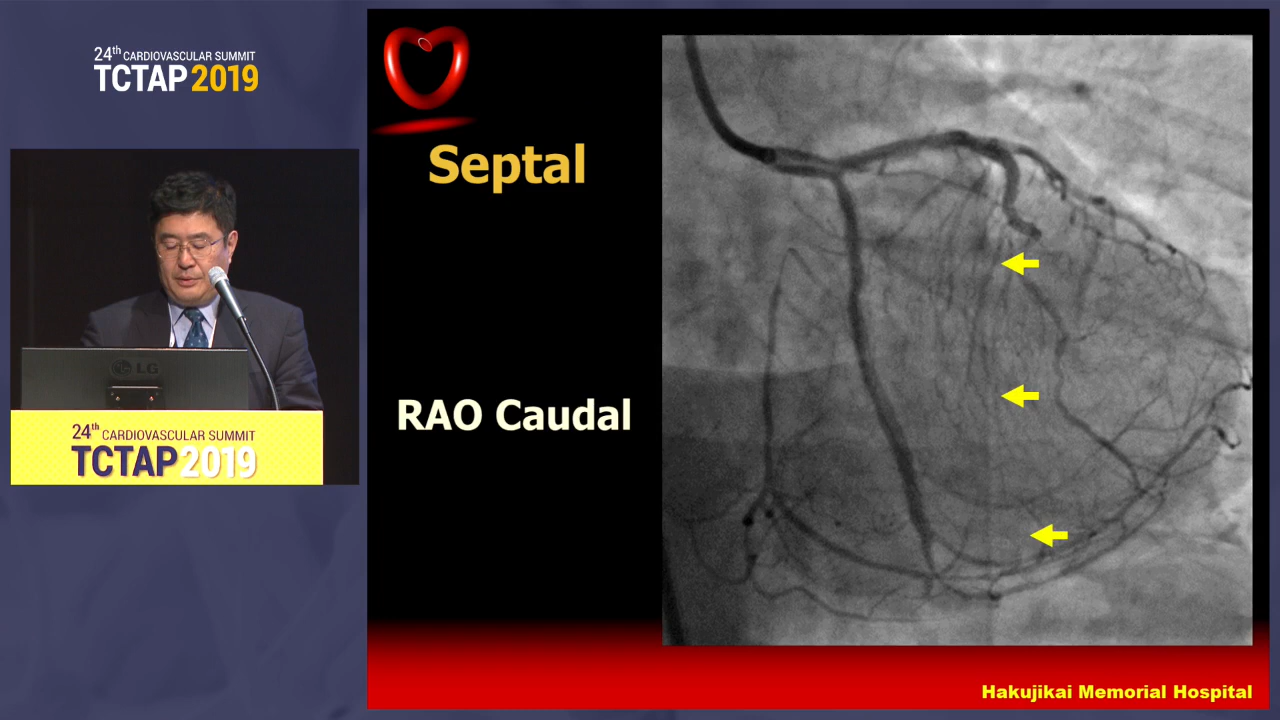 24th CARDIOVASCULAR SUMMIT
TCTAP 2019
LG
24th CARDIOVASCULAR SUMMIT
TCTAP 2019
Septal
RAO Caudal
Hakujikai Memorial Hospital